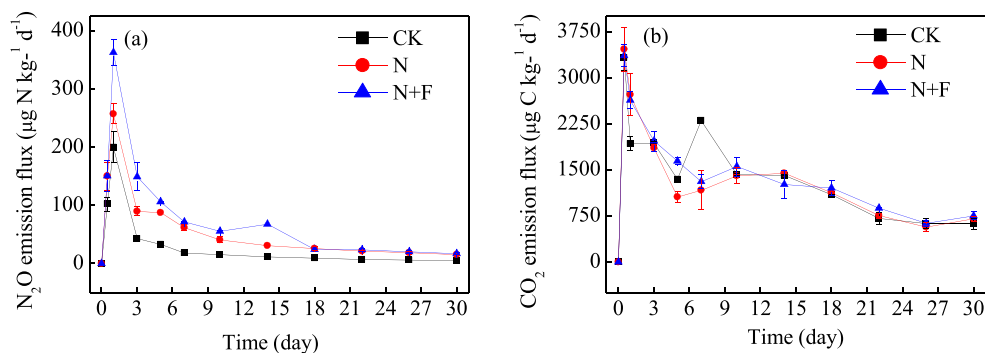 (a)
CK
N
N+F
400
300
200
100
0
N₂O emission flux (μg N kg-¹ d-¹)
0 3 6 9 12 15 18 21 24 27 30
Time (day)
(b)
CK
N
N+F
3750
3000
2250
1500
750
0
CO₂ emission flux (μg C kg-¹ d-¹)
0 3 6 9 12 15 18 21 24 27 30
Time (day)